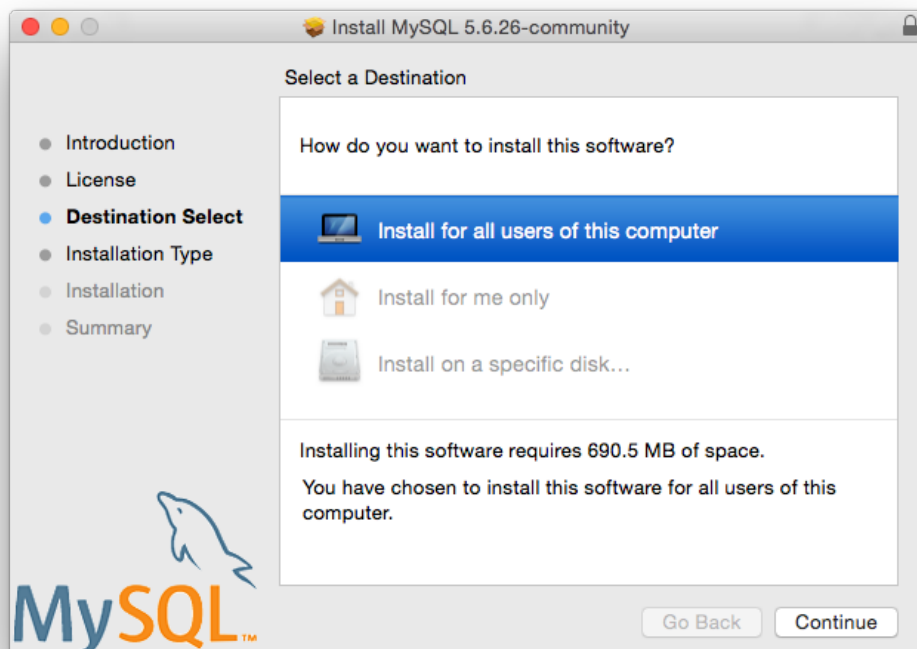 Install MySQL 5.6.26-community
Select a Destination
Introduction
License
Destination Select
Installation Type
Installation
Summary
How do you want to install this software?
Install for all users of this computer
Install for me only
Install on a specific disk...
Installing this software requires 690.5 MB of space.
You have chosen to install this software for all users of this
computer.
MySQL™
Go Back
Continue